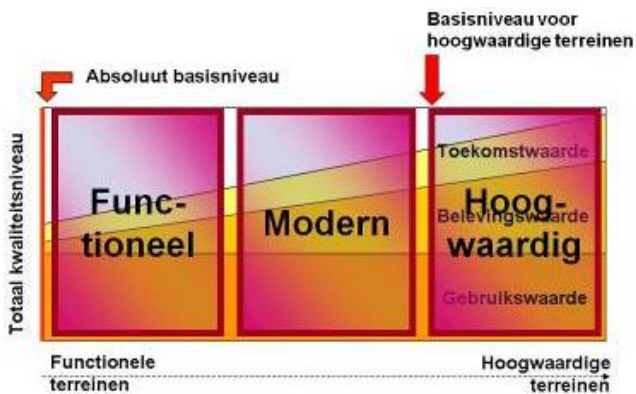 Basisniveau voor
hoogwaardige terreinen
Absoluut basisniveau
Totaal kwaliteitsniveau
Func-
tioneel
Modern
Hoog-
waardig
Toekomstwaarde
Belevingswaarde
Gebruikswaarde
Functionele
terreinen
Hoogwaardige
terreinen